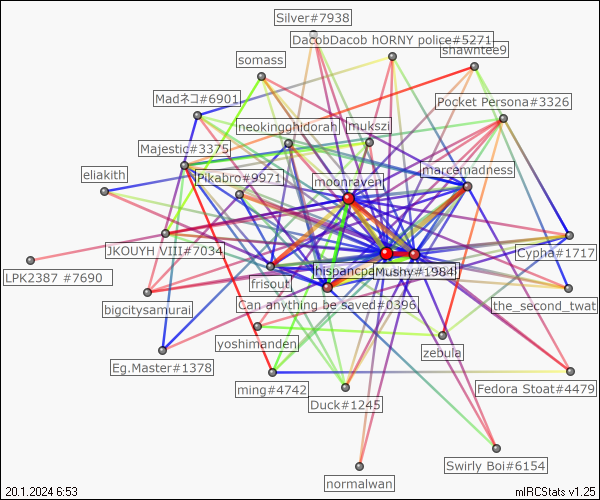 Silver#7938
DacobDacob hORNY police#5271
shawntee9
somass
Madネコ#6901
Pocket Persona#3326
neokingghidorah
mukszi
Majestic#3375
marcemadness
eliakith
Pikabro#9971
moonraven
JKOUYH VIII#7034
Cypha#1717
LPK2387 #7690
frisout
hispancpa
Mushy#1984
bigcitysamurai
Can anything be saved#0396
the_second_twat
yoshimanden
zebula
Eg.Master#1378
ming#4742
Fedora Stoat#4479
Duck#1245
Swirly Boi#6154
normalwan
20.1.2024 6:53
mIRCStats v1.25